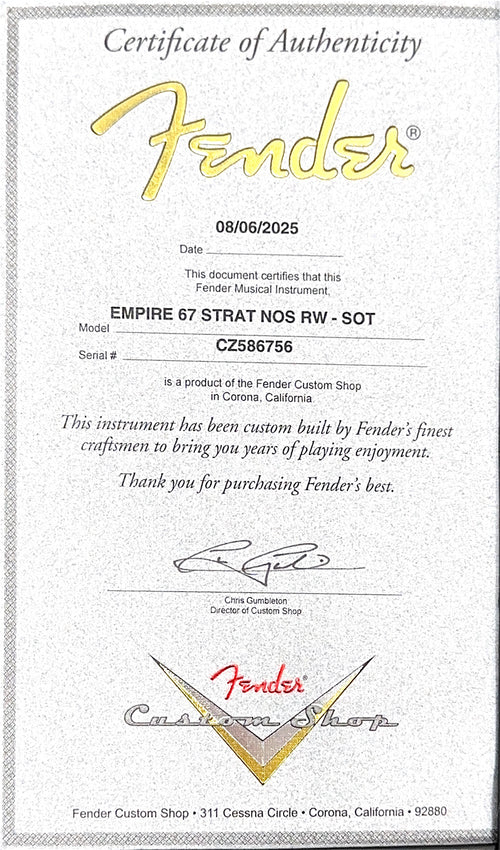 Certificate of Authenticity
Fender®
08/06/2025
Date
This document certifies that this
Fender Musical Instrument,
EMPIRE 67 STRAT NOS RW - SOT
Model
CZ586756
Serial #
is a product of the Fender Custom Shop
in Corona, California
This instrument has been custom built by Fender's finest
craftsmen to bring you years of playing enjoyment.
Thank you for purchasing Fender's best.
Chris Gumbleton
Director of Custom Shop
Fender®
Custom Shop
Fender Custom Shop • 311 Cessna Circle • Corona, California • 92880